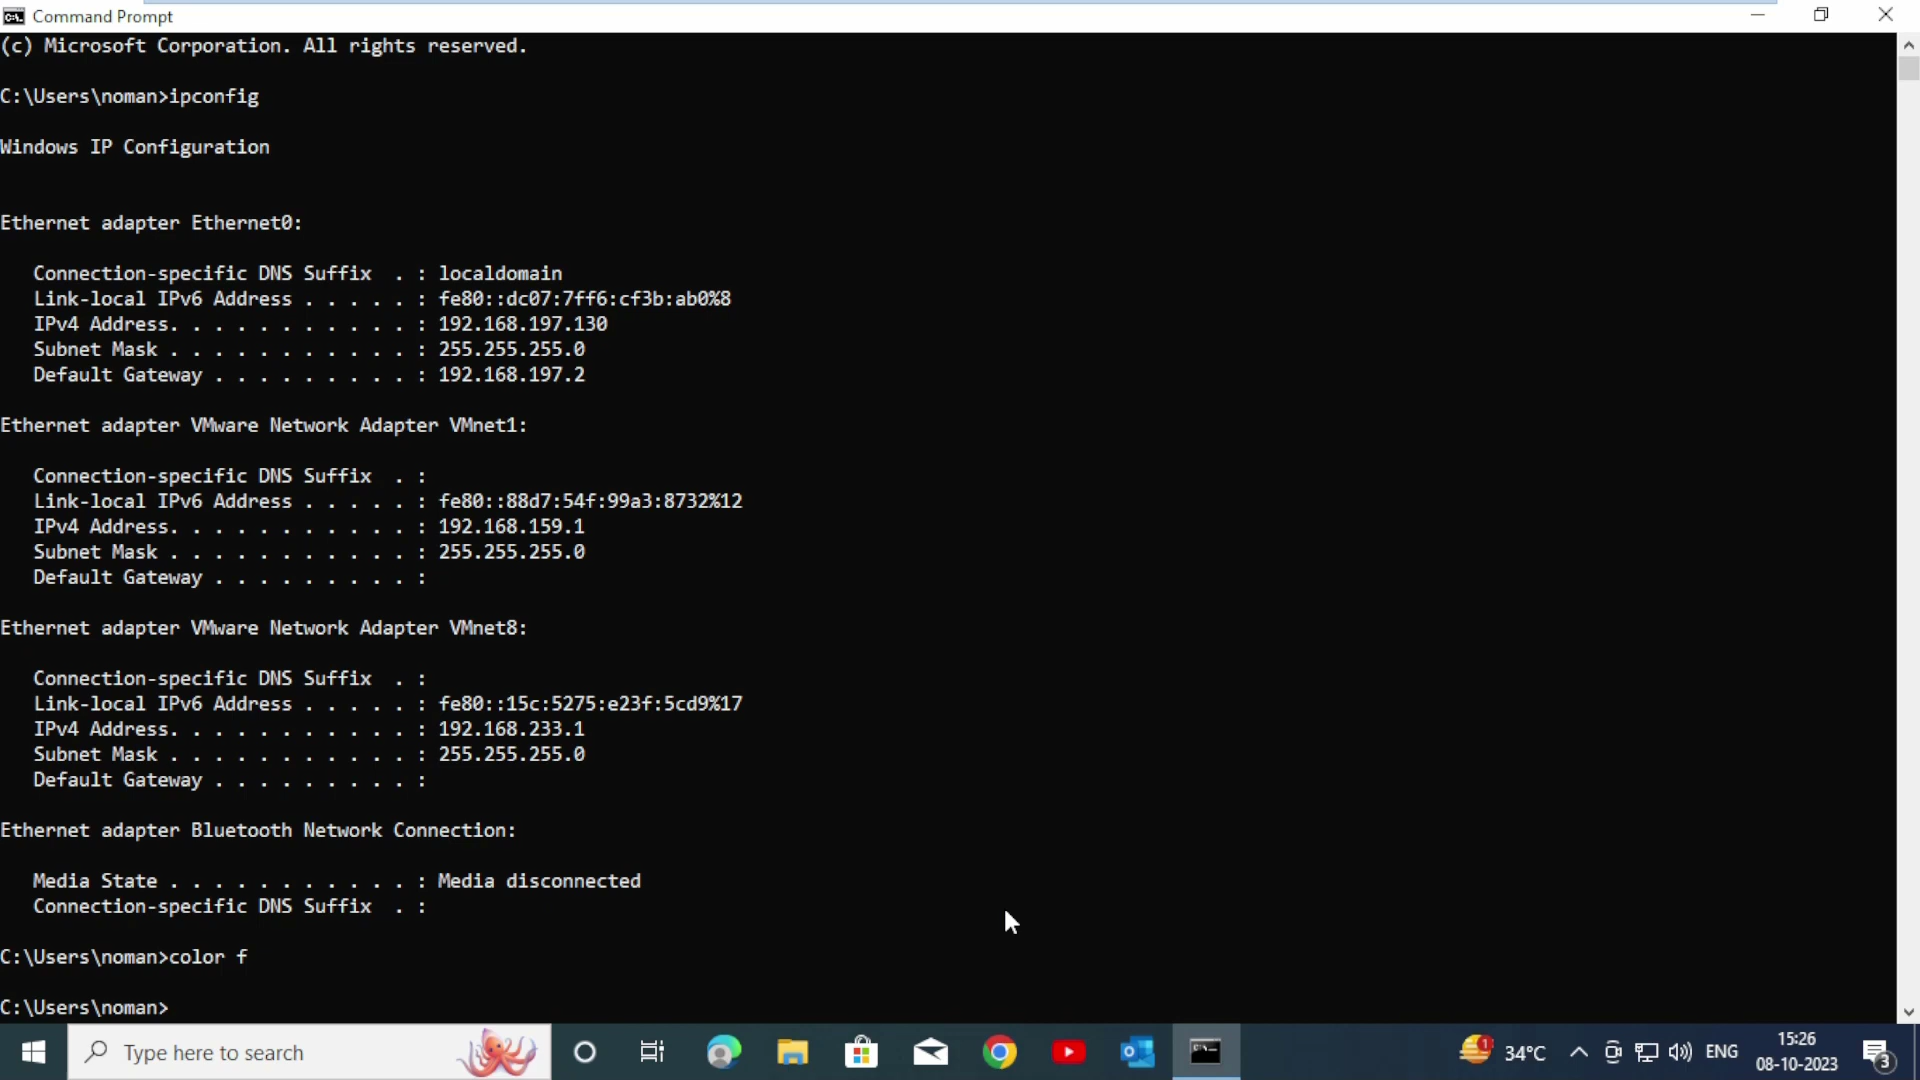 Command Prompt
(c) Microsoft Corporation. All rights reserved.
C:\Users\noman>ipconfig
Windows IP Configuration
Ethernet adapter Ethernet0:
Connection-specific DNS Suffix  . : localdomain
Link-local IPv6 Address . . . . . : fe80::dc07:7ff6:cf3b:ab0%8
IPv4 Address. . . . . . . . . . . : 192.168.197.130
Subnet Mask . . . . . . . . . . . : 255.255.255.0
Default Gateway . . . . . . . . . : 192.168.197.2
Ethernet adapter VMware Network Adapter VMnet1:
Connection-specific DNS Suffix  . :
Link-local IPv6 Address . . . . . : fe80::88d7:54f:99a3:8732%12
IPv4 Address. . . . . . . . . . . : 192.168.159.1
Subnet Mask . . . . . . . . . . . : 255.255.255.0
Default Gateway . . . . . . . . . :
Ethernet adapter VMware Network Adapter VMnet8:
Connection-specific DNS Suffix  . :
Link-local IPv6 Address . . . . . : fe80::15c:5275:e23f:5cd9%17
IPv4 Address. . . . . . . . . . . : 192.168.233.1
Subnet Mask . . . . . . . . . . . : 255.255.255.0
Default Gateway . . . . . . . . . :
Ethernet adapter Bluetooth Network Connection:
Media State . . . . . . . . . . . : Media disconnected
Connection-specific DNS Suffix  . :
C:\Users\noman>color f
C:\Users\noman>
Type here to search
1
34°C
ENG
15:26
08-10-2023
3